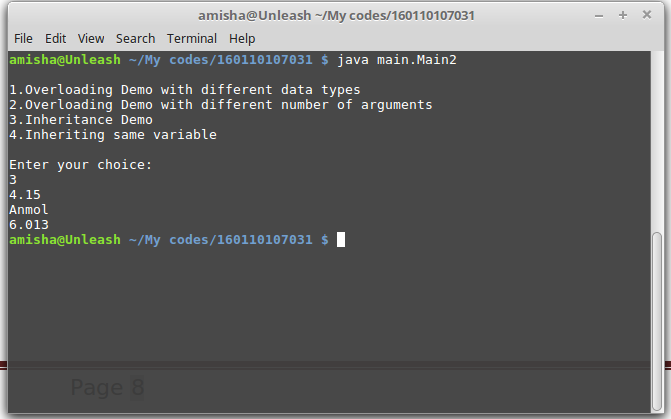 amisha@Unleash ~/My codes/160110107031
File Edit View Search Terminal Help
amisha@Unleash ~/My codes/160110107031 $ java main.Main2
1.Overloading Demo with different data types
2.Overloading Demo with different number of arguments
3.Inheritance Demo
4.Inheriting same variable
Enter your choice:
3
4.15
Anmol
6.013
amisha@Unleash ~/My codes/160110107031 $
Page 8